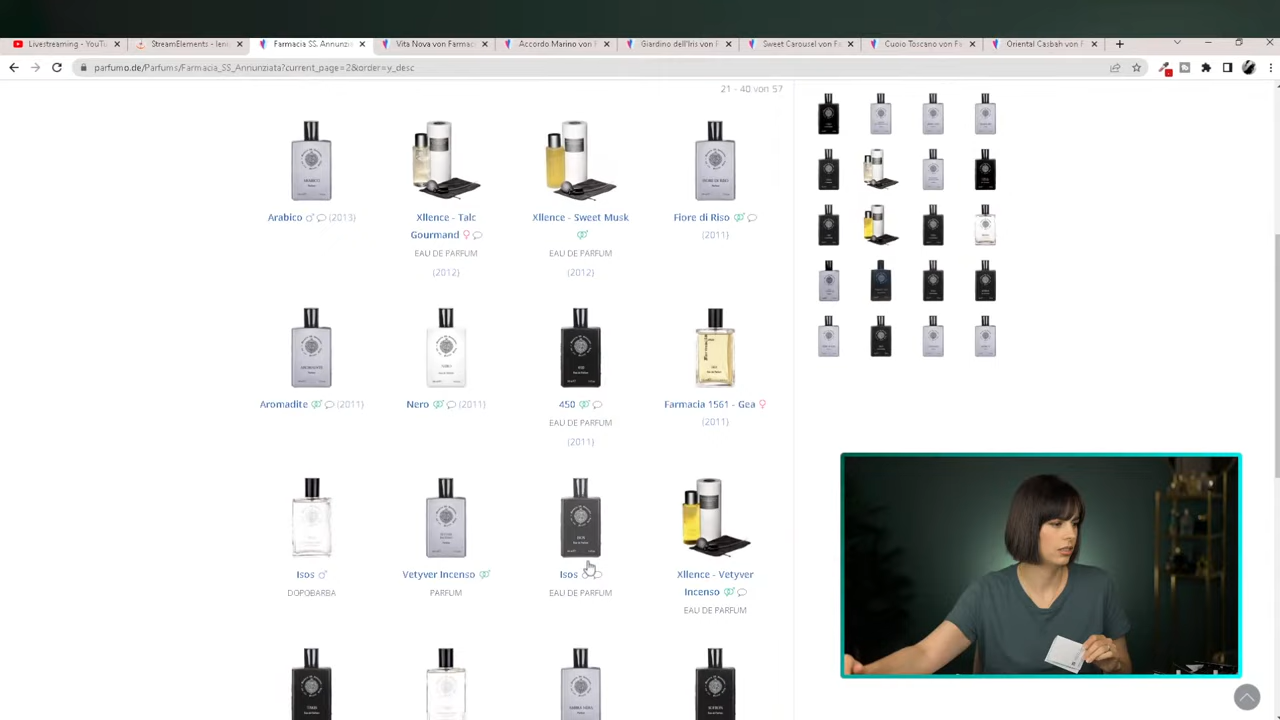 Livestreaming - YouTu
StreamElements - lenc
Farmacia SS. Annunzi
Vita Nova von Farmac
Accordo Marino von F
Giardino dell'Iris von F
Sweet Carousel von Fa
Cuoio Toscano von Fa
Oriental Casbah von F
parfumo.de/Parfums/Farmacia_SS_Annunziata?current_page=2&order=y_desc
21 - 40 von 57
Arabico (2013)
Xllence - Talc
Gourmand
EAU DE PARFUM
(2012)
Xllence - Sweet Musk
EAU DE PARFUM
(2012)
Fiore di Riso
(2011)
Aromadite (2011)
Nero (2011)
450
EAU DE PARFUM
(2011)
Farmacia 1561 - Gea
(2011)
Isos
DOPOBARBA
Vetyver Incenso
PARFUM
Isos
EAU DE PARFUM
Xllence - Vetyver
Incenso
EAU DE PARFUM